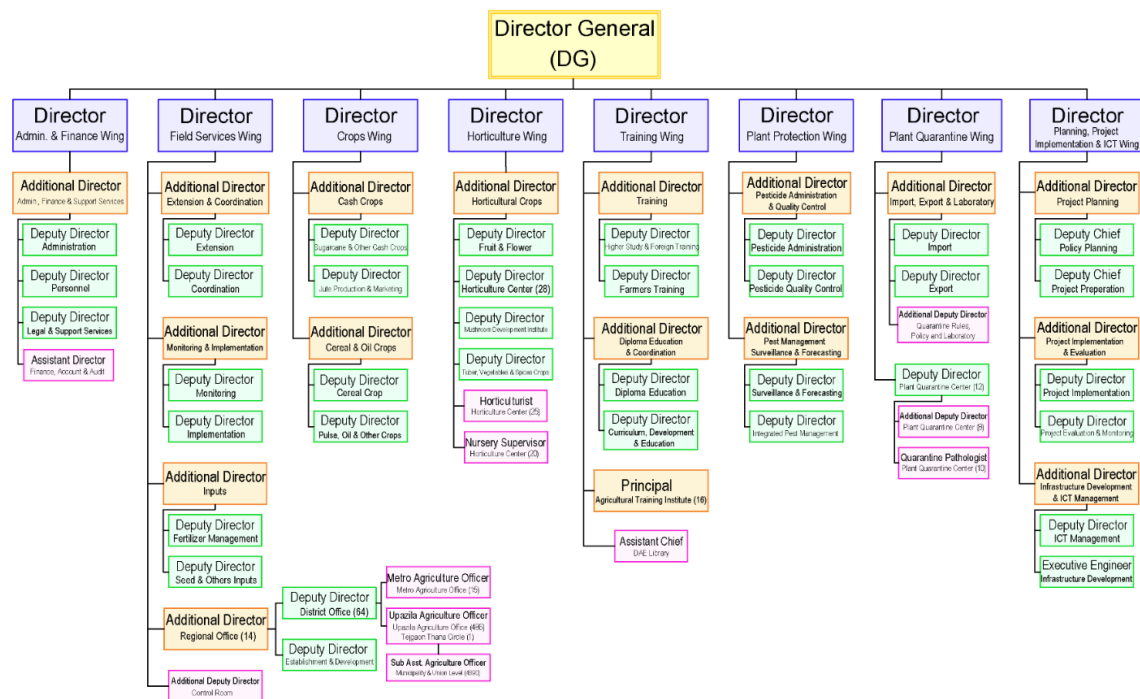 Director General
(DG)
Director
Admin. & Finance Wing
Additional Director
Admin., Finance & Support Services
Deputy Director
Administration
Deputy Director
Personnel
Deputy Director
Legal & Support Services
Assistant Director
Finance, Account & Audit
Director
Field Services Wing
Additional Director
Extension & Coordination
Deputy Director
Extension
Deputy Director
Coordination
Additional Director
Monitoring & Implementation
Deputy Director
Monitoring
Deputy Director
Implementation
Additional Director
Inputs
Deputy Director
Fertilizer Management
Deputy Director
Seed & Others Inputs
Additional Director
Regional Office (14)
Deputy Director
District Office (64)
Metro Agriculture Officer
Metro Agriculture Office (15)
Upazila Agriculture Officer
Upazila Agriculture Office (486)
Tejgaon Thana Circle (1)
Sub Asst. Agriculture Officer
Municipality & Union Level
Deputy Director
Establishment & Development
Additional Deputy Director
Control Room
Director
Crops Wing
Additional Director
Cash Crops
Deputy Director
Sugarcane & Other Cash Crops
Deputy Director
Jute Production & Marketing
Additional Director
Cereal & Oil Crops
Deputy Director
Cereal Crop
Deputy Director
Pulse, Oil & Other Crops
Director
Horticulture Wing
Additional Director
Horticultural Crops
Deputy Director
Fruit & Flower
Deputy Director
Horticulture Center (28)
Deputy Director
Mushroom Development Institute
Deputy Director
Tuber, Vegetables & Spices Crops
Horticulturist
Horticulture Center (25)
Nursery Supervisor
Horticulture Center (20)
Director
Training Wing
Additional Director
Training
Deputy Director
Higher Study & Foreign Training
Deputy Director
Farmers Training
Additional Director
Diploma Education
& Coordination
Deputy Director
Diploma Education
Deputy Director
Curriculum, Development
& Education
Principal
Agricultural Training Institute (16)
Assistant Chief
DAE Library
Director
Plant Protection Wing
Additional Director
Pesticide Administration
& Quality Control
Deputy Director
Pesticide Administration
Deputy Director
Pesticide Quality Control
Additional Director
Pest Management
Surveillance & Forecasting
Deputy Director
Surveillance & Forecasting
Deputy Director
Integrated Pest Management
Director
Plant Quarantine Wing
Additional Director
Import, Export & Laboratory
Deputy Director
Import
Deputy Director
Export
Additional Deputy Director
Quarantine Rules,
Policy and Laboratory
Deputy Director
Plant Quarantine Center (12)
Additional Deputy Director
Plant Quarantine Center
Quarantine Pathologist
Plant Quarantine Center (10)
Director
Planning, Project
Implementation & ICT Wing
Additional Director
Project Planning
Deputy Chief
Policy Planning
Deputy Chief
Project Preparation
Additional Director
Project Implementation
& Evaluation
Deputy Director
Project Implementation
Deputy Director
Project Evaluation & Monitoring
Additional Director
Infrastructure Development
& ICT Management
Deputy Director
ICT Management
Executive Engineer
Infrastructure Development